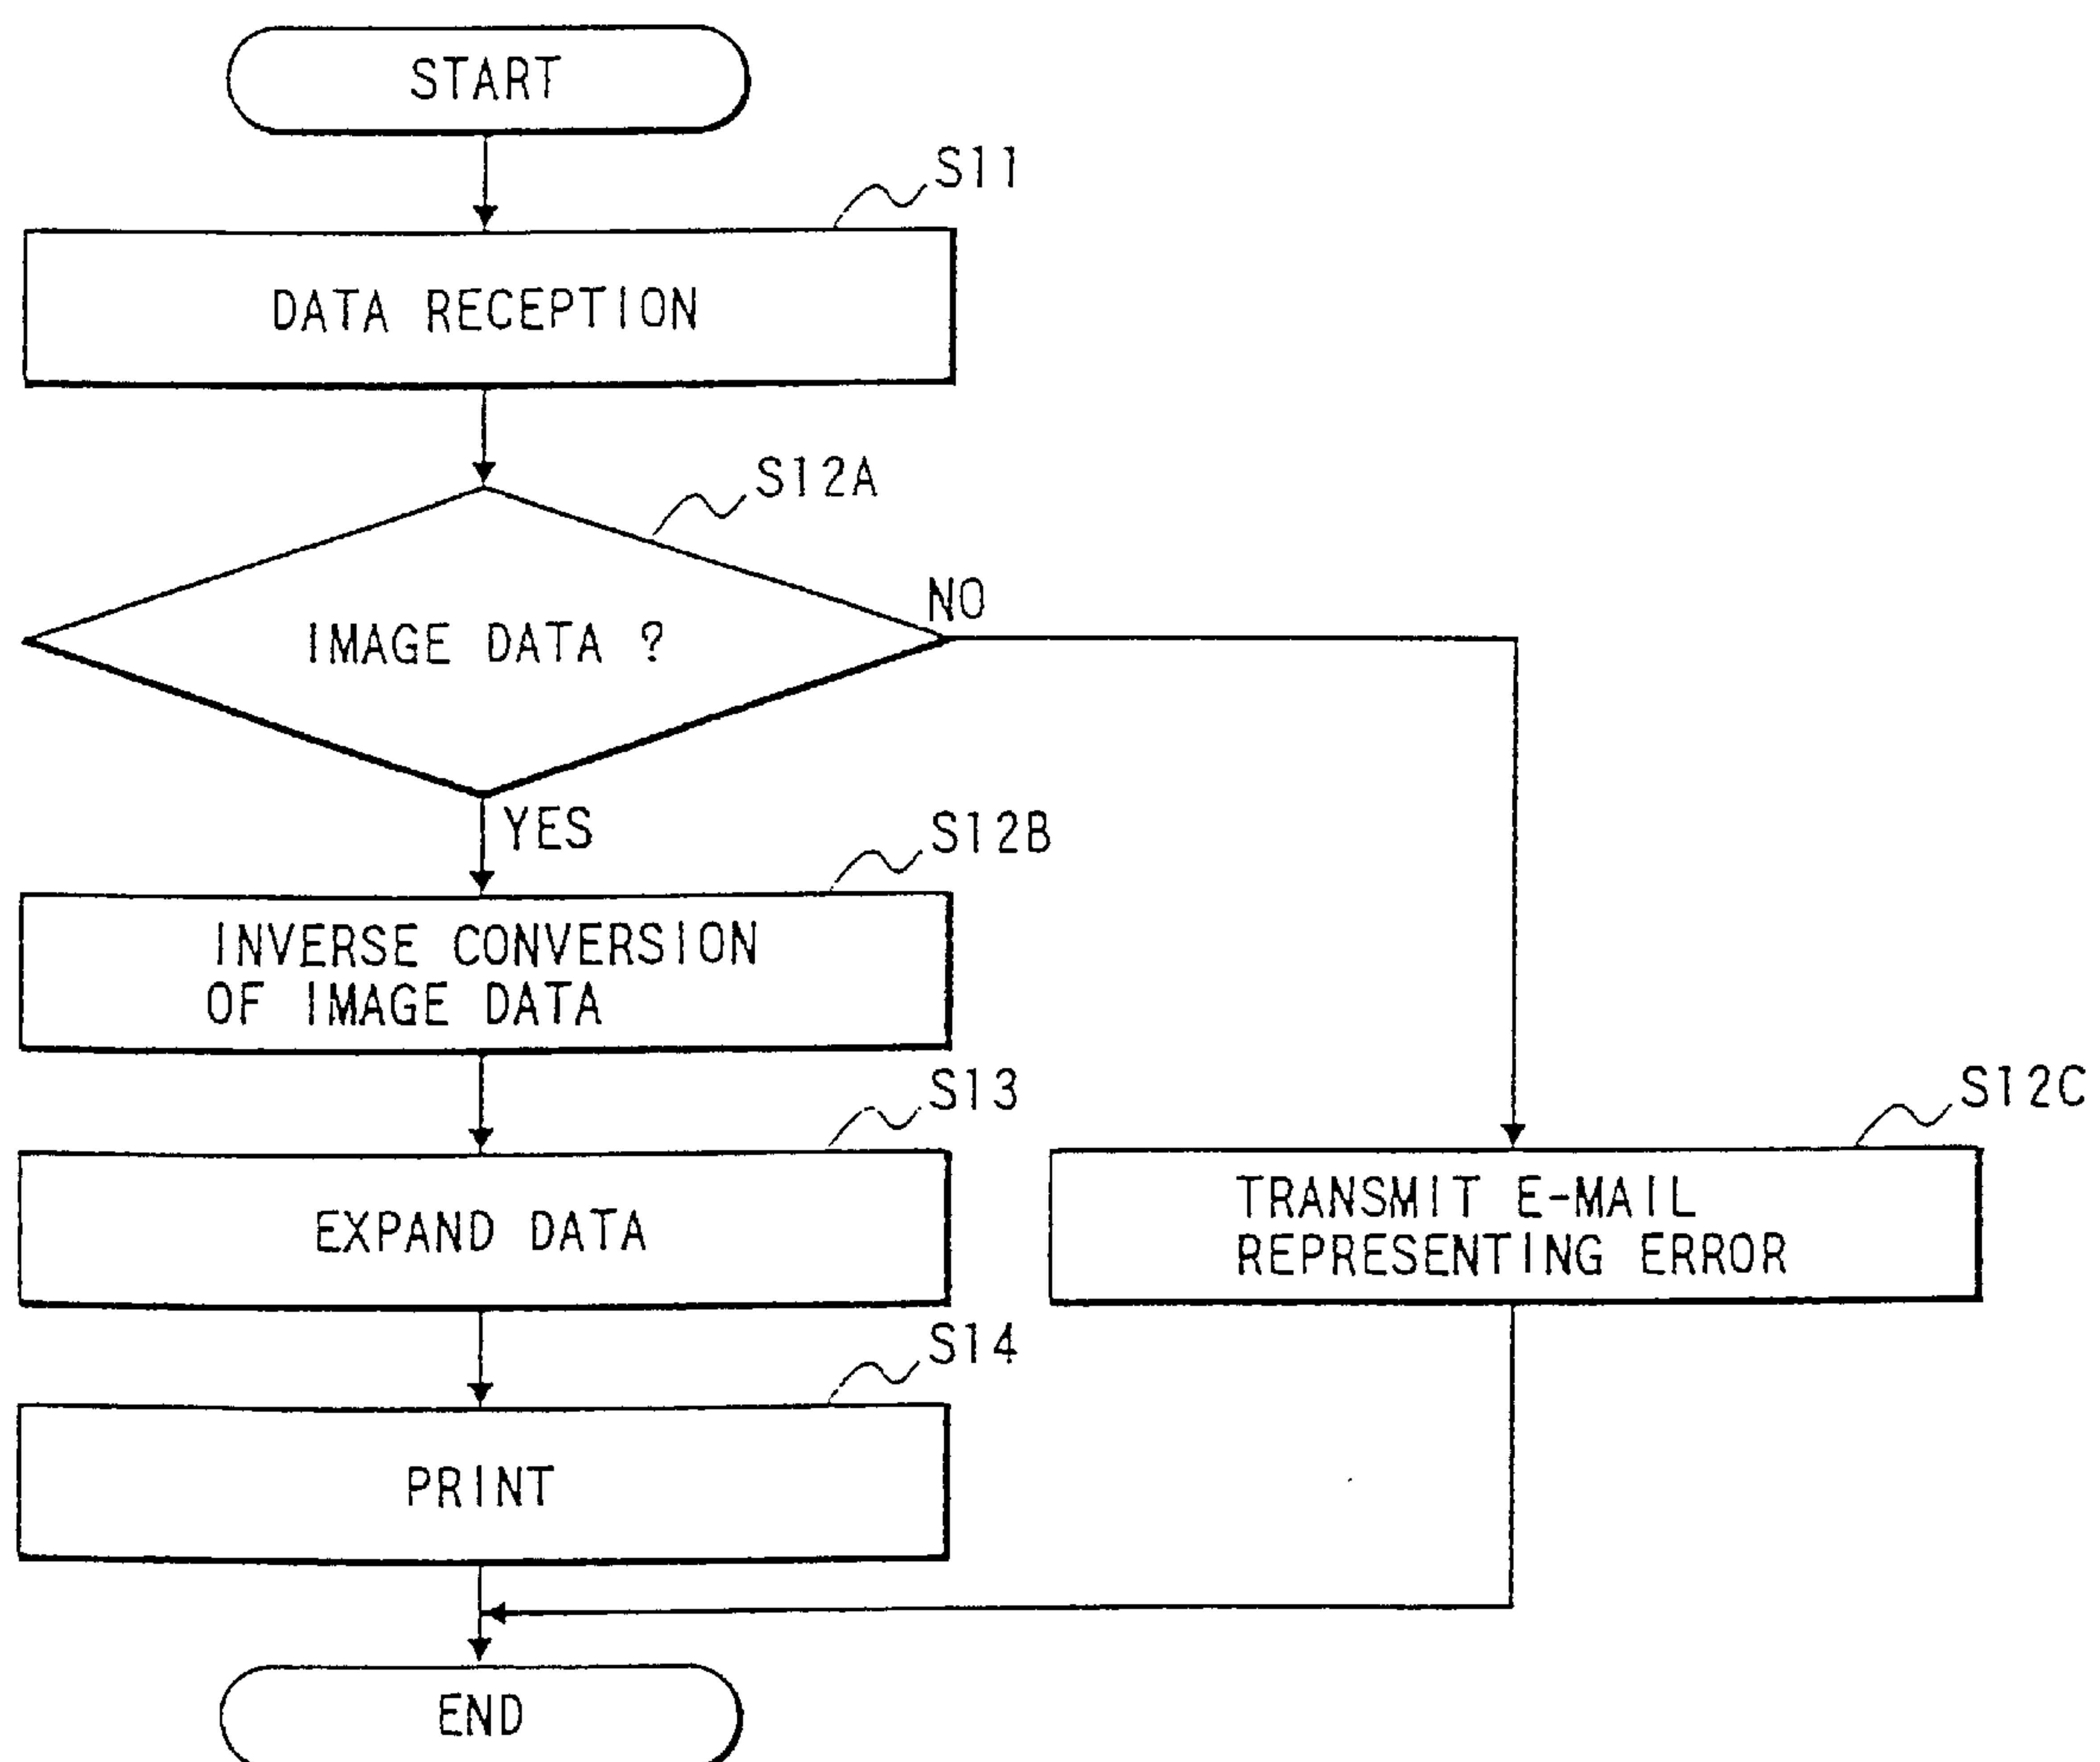 START
S11
DATA RECEPTION
S12A
IMAGE DATA ?
NO
YES
S12B
INVERSE CONVERSION
OF IMAGE DATA
S13
EXPAND DATA
S12C
TRANSMIT E-MAIL
REPRESENTING ERROR
S14
PRINT
END